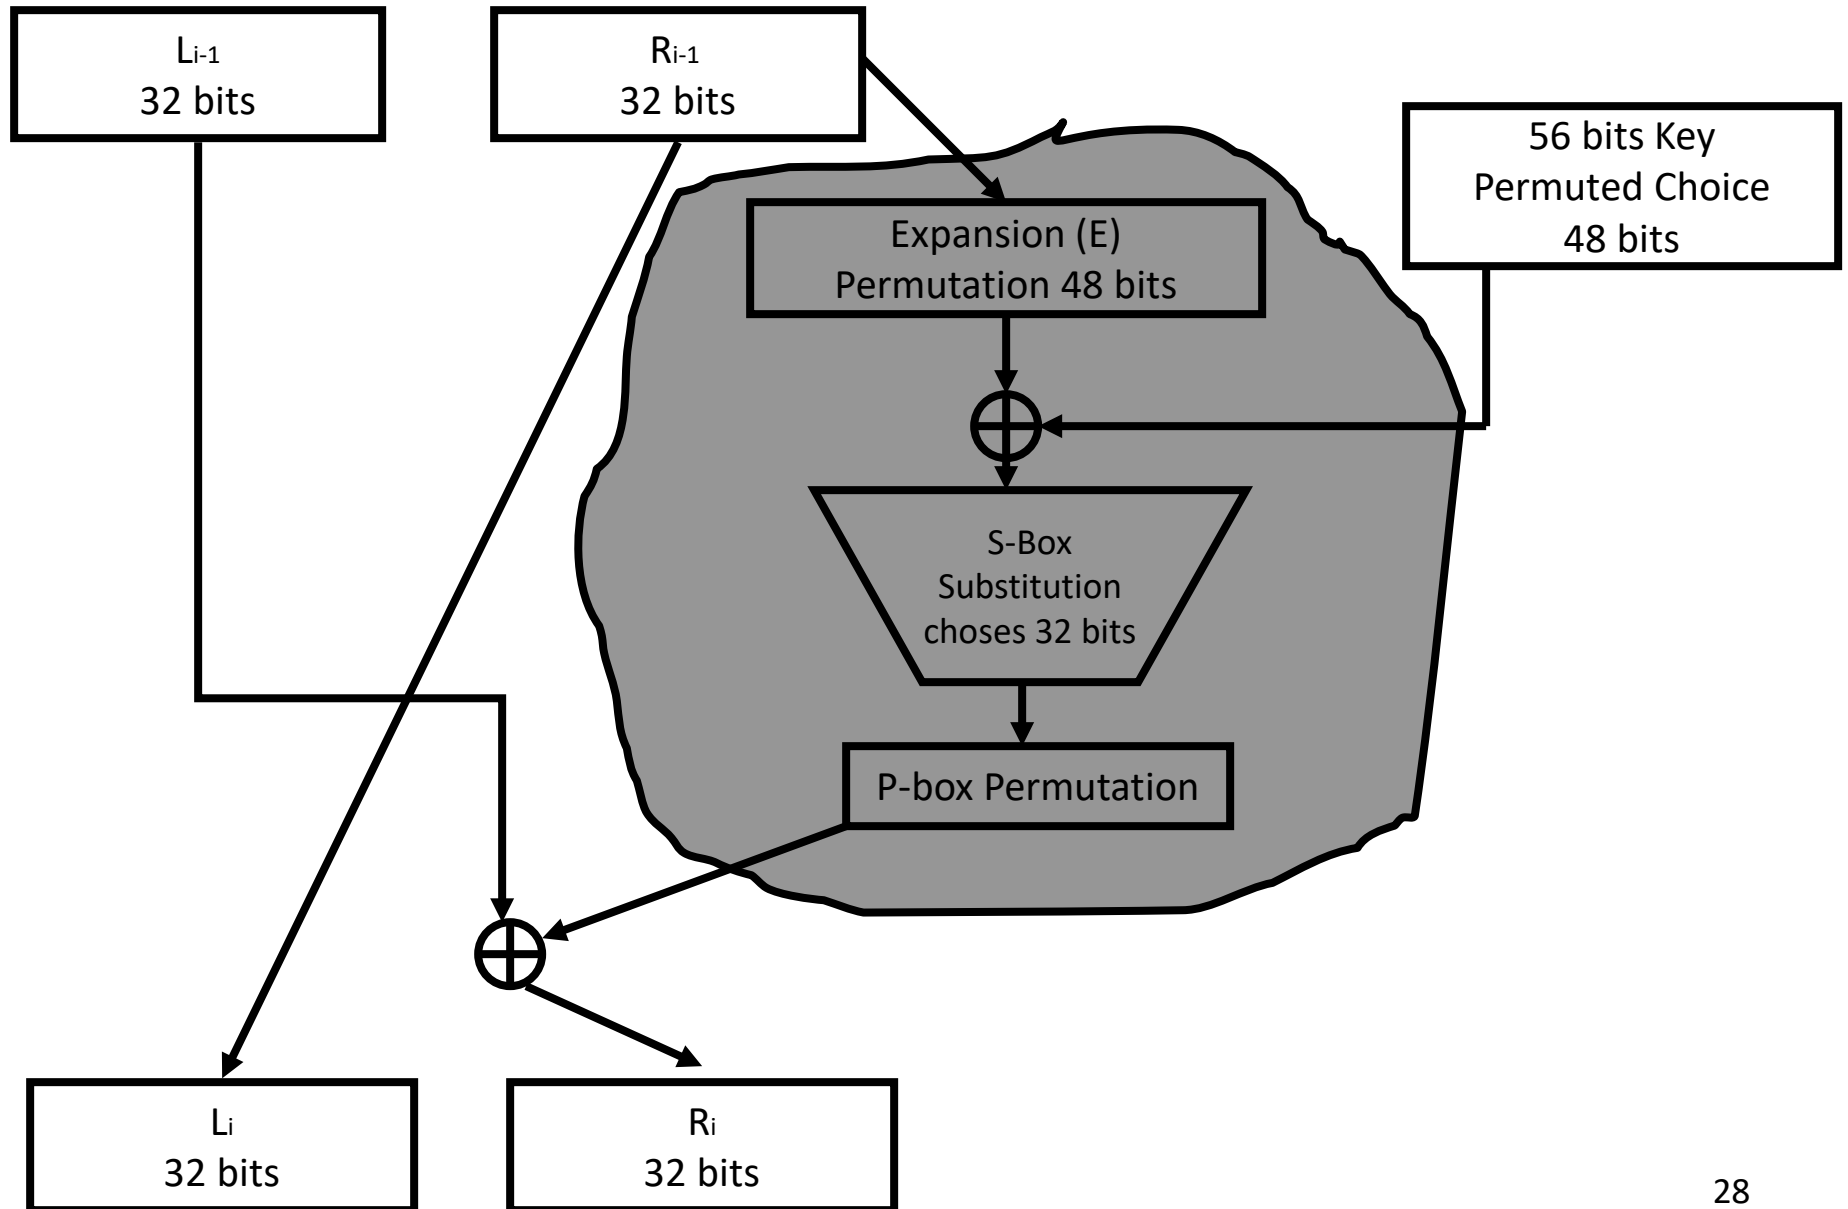 Li-1
32 bits
Ri-1
32 bits
56 bits Key
Permuted Choice
48 bits
Expansion (E)
Permutation 48 bits
S-Box
Substitution
choses 32 bits
P-box Permutation
Li
32 bits
Ri
32 bits
28